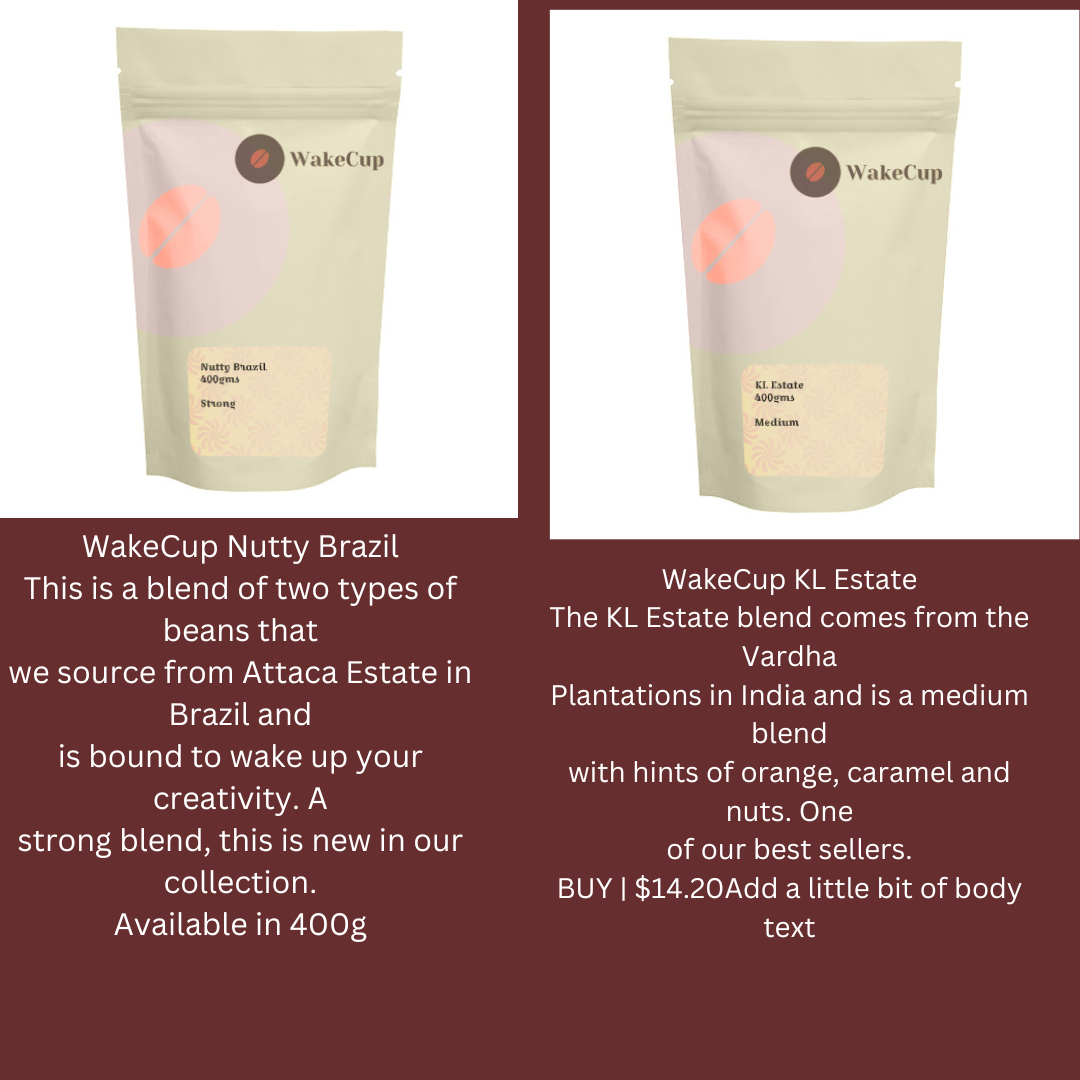 WakeCup
Nutty Brazil
400gms
Strong
WakeCup Nutty Brazil
This is a blend of two types of
beans that
we source from Attaca Estate in
Brazil and
is bound to wake up your
creativity. A
strong blend, this is new in our
collection.
Available in 400g
WakeCup
KL Estate
400gms
Medium
WakeCup KL Estate
The KL Estate blend comes from the
Vardha
Plantations in India and is a medium
blend
with hints of orange, caramel and
nuts. One
of our best sellers.
BUY | $14.20Add a little bit of body
text